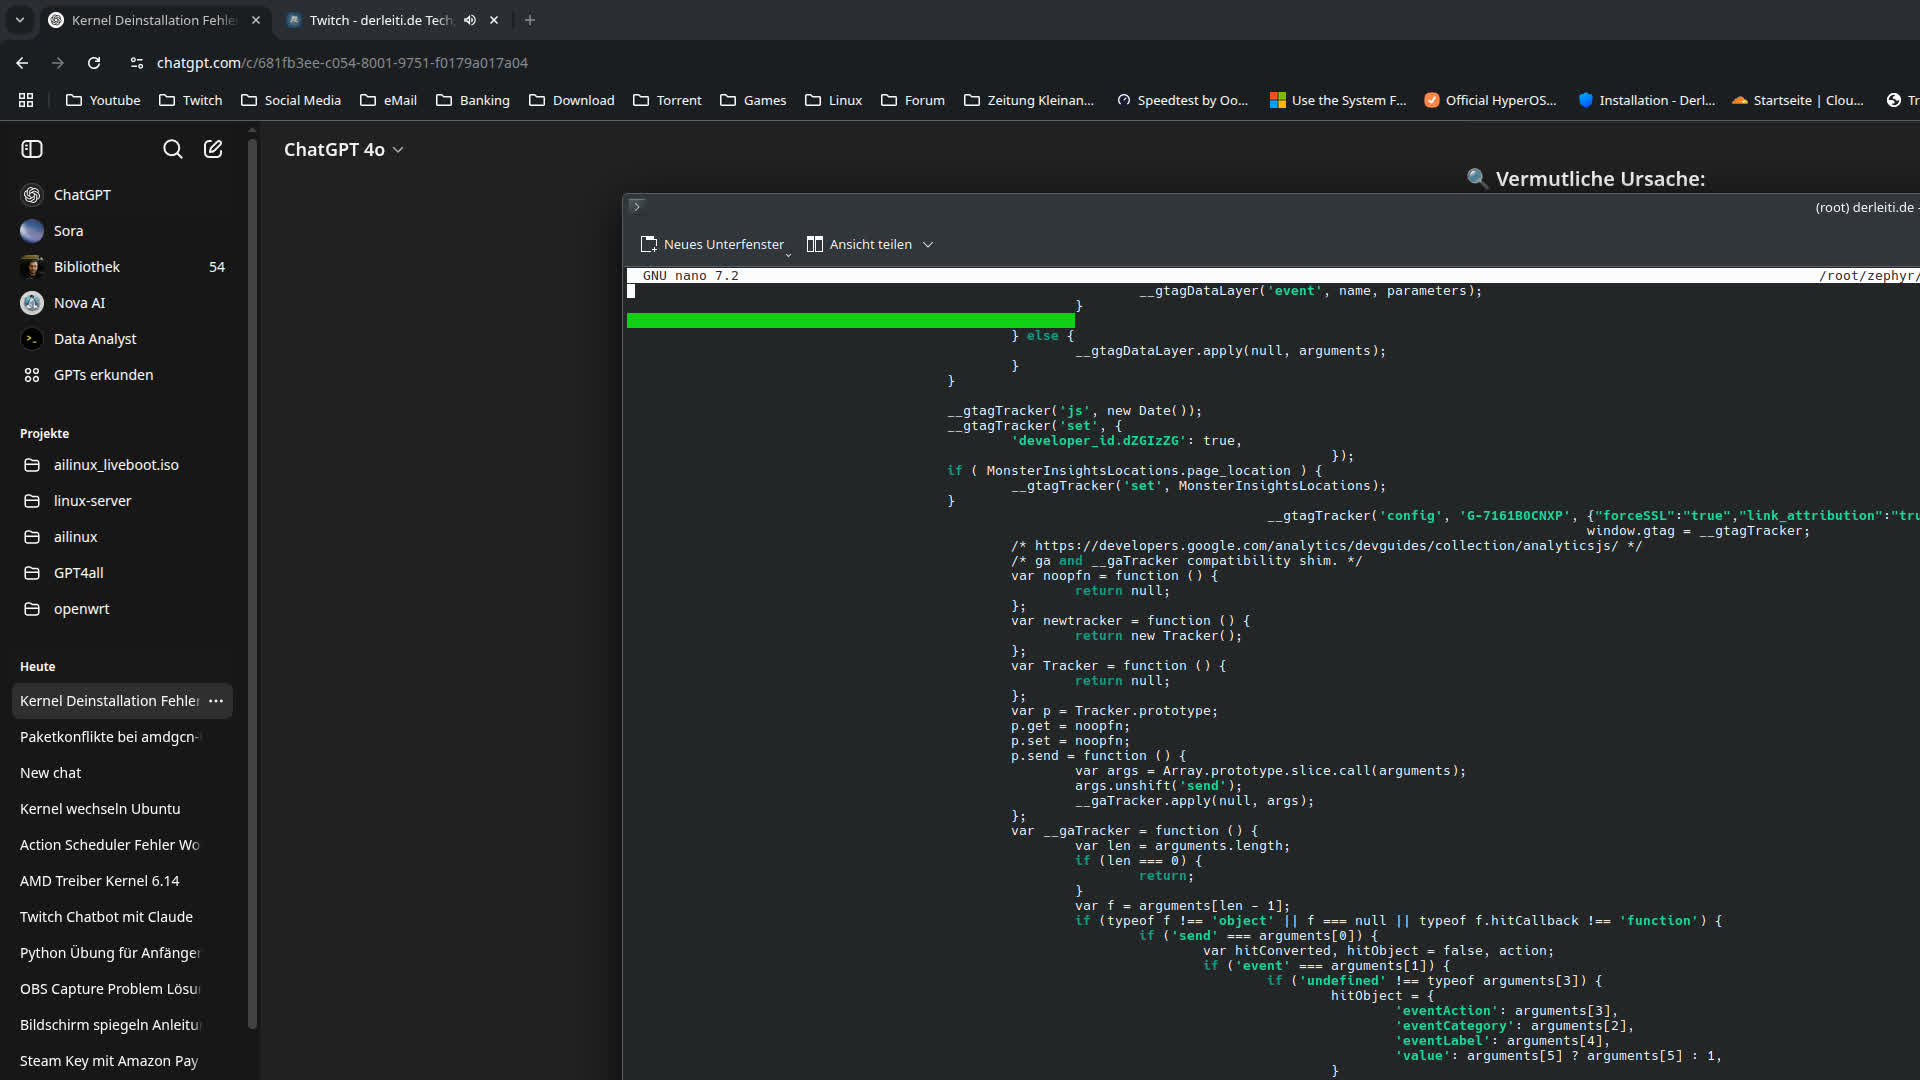 Kernel Deinstallation Fehle
Twitch - derleiti.de Tech
chatgpt.com/c/681fb3ee-c054-8001-9751-f0179a017a04
Youtube
Twitch
Social Media
eMail
Banking
Download
Torrent
Games
Linux
Forum
Zeitung Kleinan...
Speedtest by Oo...
Use the System F...
Official HyperOS...
Installation - Derl...
Startseite | Clou...
Tr
ChatGPT 4o
ChatGPT
Sora
Bibliothek 54
Nova AI
Data Analyst
GPTs erkunden
Projekte
ailinux_liveboot.iso
linux-server
ailinux
GPT4all
openwrt
Heute
Kernel Deinstallation Fehler
Paketkonflikte bei amdgcn-
New chat
Kernel wechseln Ubuntu
Action Scheduler Fehler Wo
AMD Treiber Kernel 6.14
Twitch Chatbot mit Claude
Python Übung für Anfänger
OBS Capture Problem Lösu
Bildschirm spiegeln Anleitu
Steam Key mit Amazon Pay
Vermutliche Ursache:
(root) derleiti.de -
Neues Unterfenster
Ansicht teilen
GNU nano 7.2 /root/zephyr/
__gtagDataLayer('event', name, parameters);
}
} else {
__gtagDataLayer.apply(null, arguments);
}
}
__gtagTracker('js', new Date());
__gtagTracker('set', {
'developer_id.dZGIzZG': true,
});
if ( MonsterInsightsLocations.page_location ) {
__gtagTracker('set', MonsterInsightsLocations);
}
__gtagTracker('config', 'G-7161B0CNXP', {"forceSSL":"true","link_attribution":"tru
window.gtag = __gtagTracker;
/* https://developers.google.com/analytics/devguides/collection/analyticsjs/ */
/* ga and __gaTracker compatibility shim. */
var noopfn = function () {
return null;
};
var newtracker = function () {
return new Tracker();
};
var Tracker = function () {
return null;
};
var p = Tracker.prototype;
p.get = noopfn;
p.set = noopfn;
p.send = function () {
var args = Array.prototype.slice.call(arguments);
args.unshift('send');
__gaTracker.apply(null, args);
};
var __gaTracker = function () {
var len = arguments.length;
if (len === 0) {
return;
}
var f = arguments[len - 1];
if (typeof f !== 'object' || f === null || typeof f.hitCallback !== 'function') {
if ('send' === arguments[0]) {
var hitConverted, hitObject = false, action;
if ('event' === arguments[1]) {
if ('undefined' !== typeof arguments[3]) {
hitObject = {
'eventAction': arguments[3],
'eventCategory': arguments[2],
'eventLabel': arguments[4],
'value': arguments[5] ? arguments[5] : 1,
}